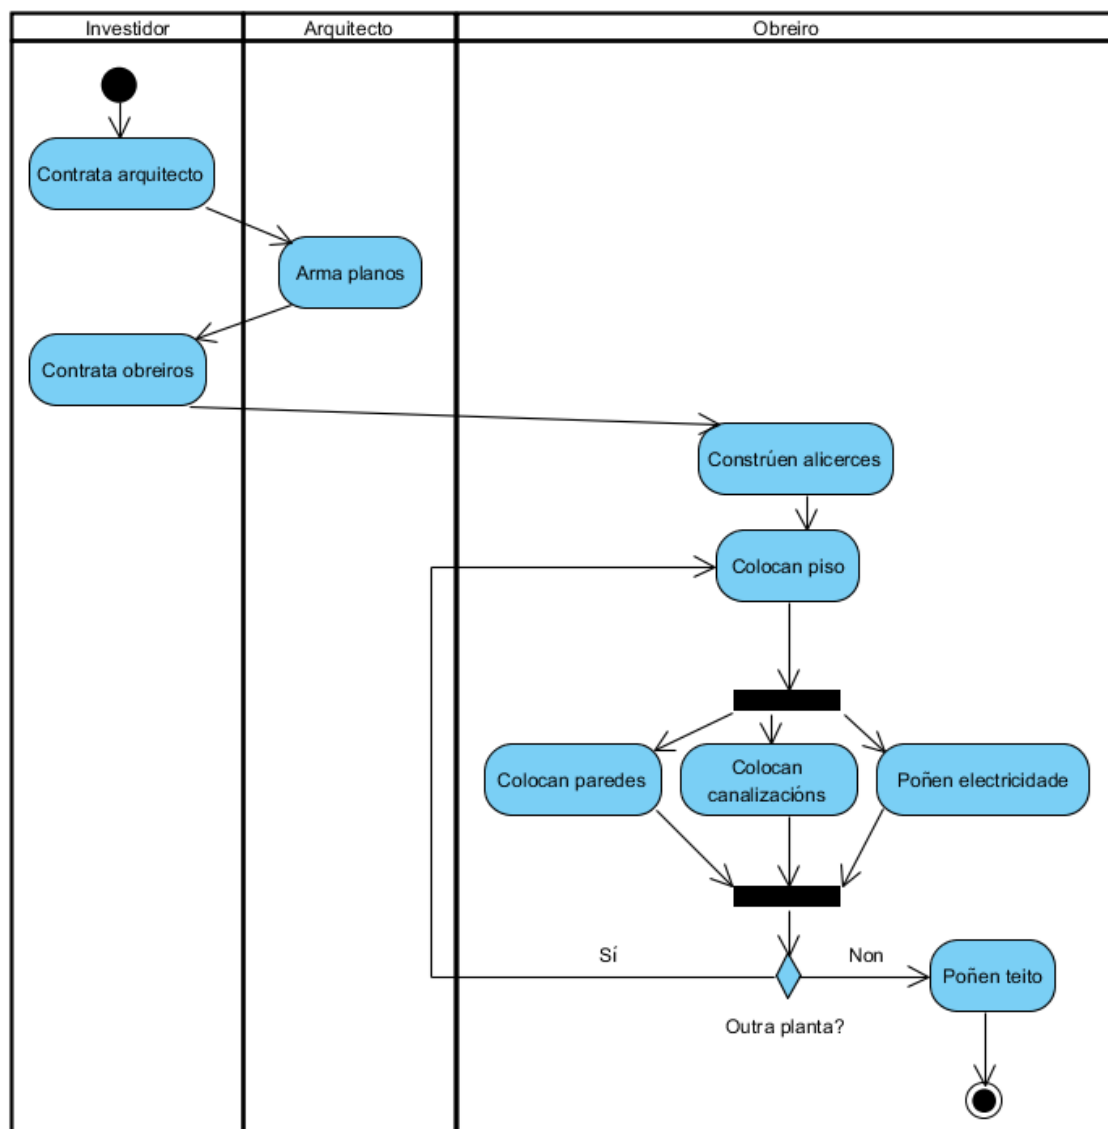 Investidor
Arquitecto
Obreiro
Contrata arquitecto
Arma planos
Contrata obreiros
Constrúen alicerces
Colocan piso
Colocan paredes
Colocan
canalizacións
Poñen electricidade
Sí
Non
Poñen teito
Outra planta?